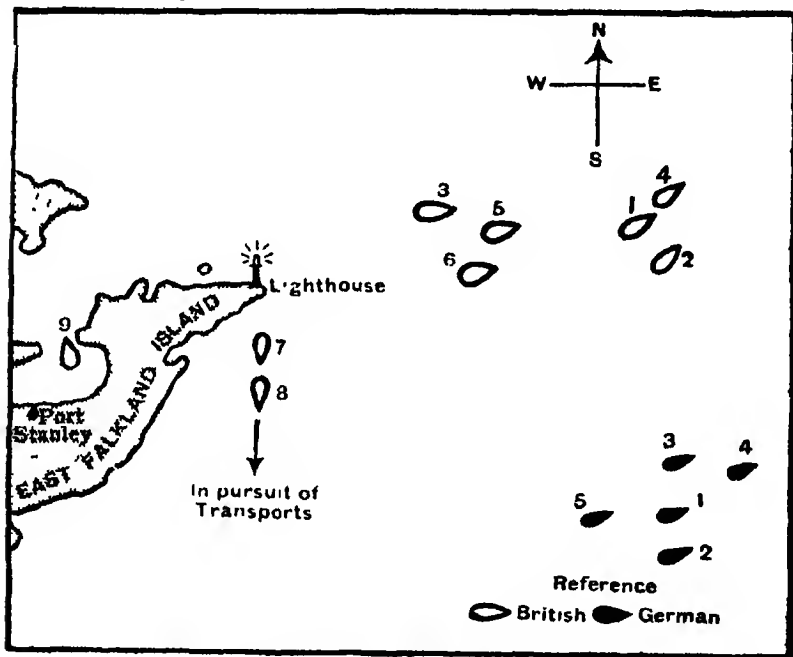 N
W E
S
4
3
1
5
2
6
Lighthouse
9
7
8
EAST FALKLAND ISLAND
Port
Stanley
In pursuit of
Transports
3
4
5
1
2
Reference
British German